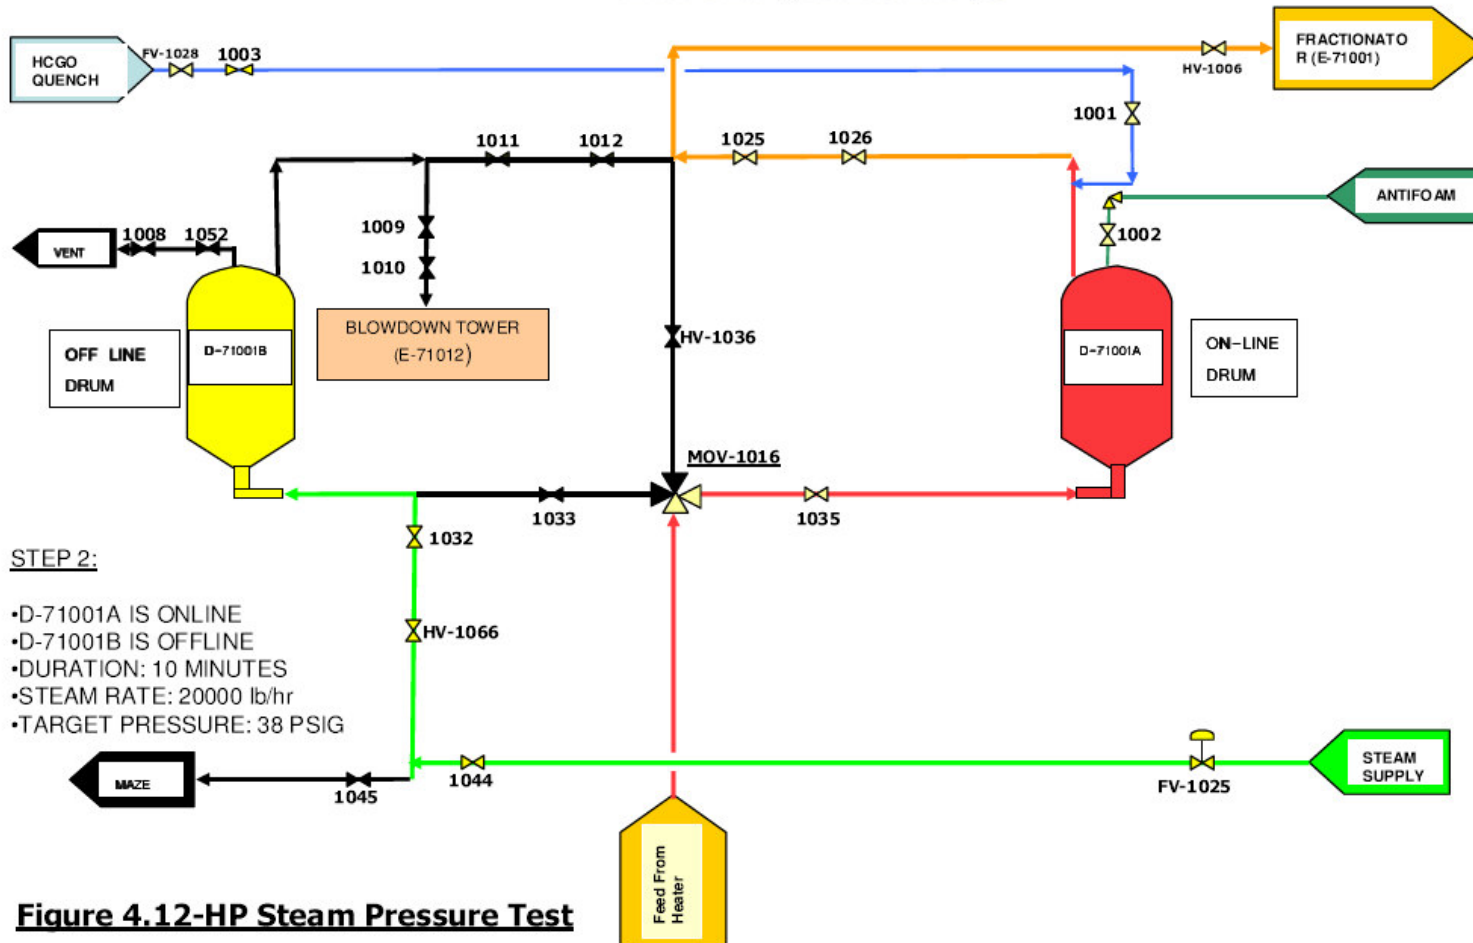 HCGO
QUENCH
FV-1028
1003
HV-1006
FRACTIONATO
R (E-71001)
1001
1011
1012
1025
1026
ANTIFOAM
1002
1009
1010
VENT
1008
1052
BLOWDOWN TOWER
(E-71012)
HV-1036
OFF LINE
DRUM
D-71001B
D-71001A
ON-LINE
DRUM
MOV-1016
1033
1035
1032
HV-1066
STEP 2:
•D-71001A IS ONLINE
•D-71001B IS OFFLINE
•DURATION: 10 MINUTES
•STEAM RATE: 20000 lb/hr
•TARGET PRESSURE: 38 PSIG
MAZE
1045
1044
FV-1025
STEAM
SUPPLY
Feed From
Heater
Figure 4.12-HP Steam Pressure Test